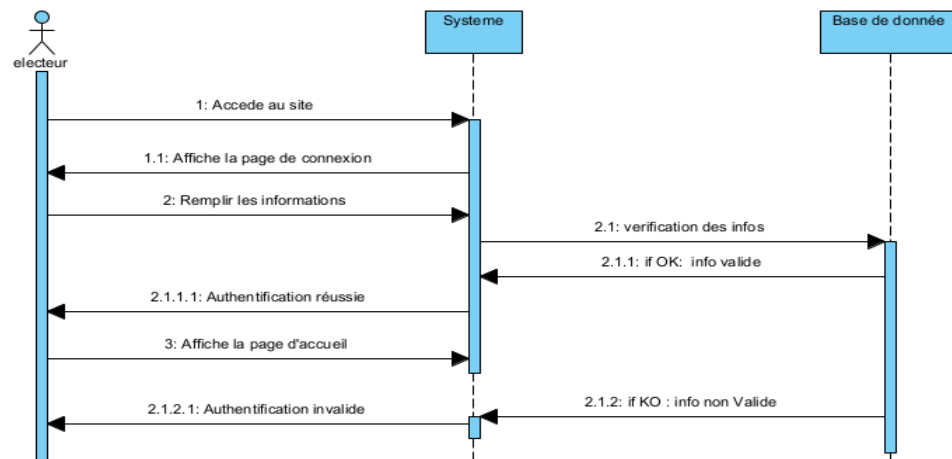 Systeme
Base de donnée
electeur
1: Accede au site
1.1: Affiche la page de connexion
2: Remplir les informations
2.1: verification des infos
2.1.1: if OK:  info valide
2.1.1.1: Authentification réussie
3: Affiche la page d'accueil
2.1.2: if KO : info non Valide
2.1.2.1: Authentification invalide